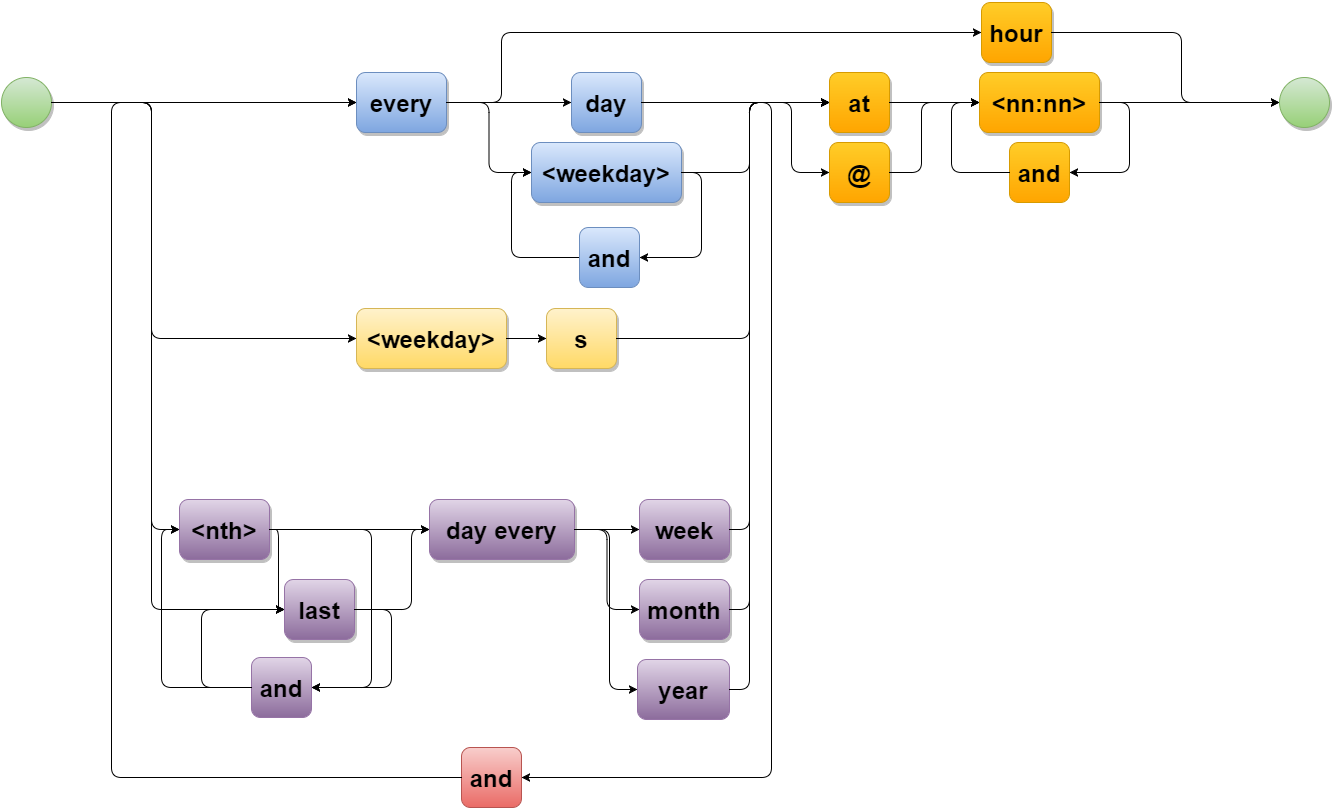 hour
every
day
at
<nn:nn>
<weekday>
@
and
and
<weekday>
s
<nth>
day every
week
last
month
and
year
and